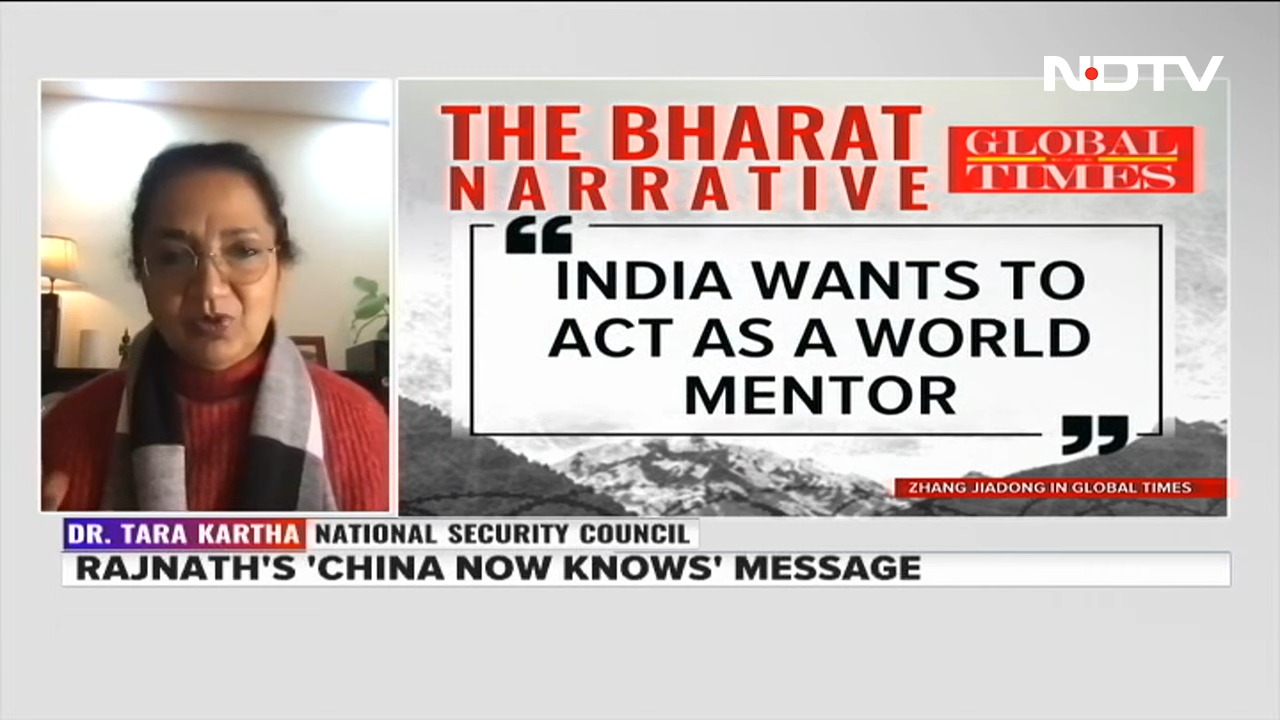 NDTV
THE BHARAT
NARRATIVE
GLOBAL
TIMES
“
INDIA WANTS TO
ACT AS A WORLD
MENTOR
”
ZHANG JIADONG IN GLOBAL TIMES
DR. TARA KARTHA NATIONAL SECURITY COUNCIL
RAJNATH'S 'CHINA NOW KNOWS' MESSAGE